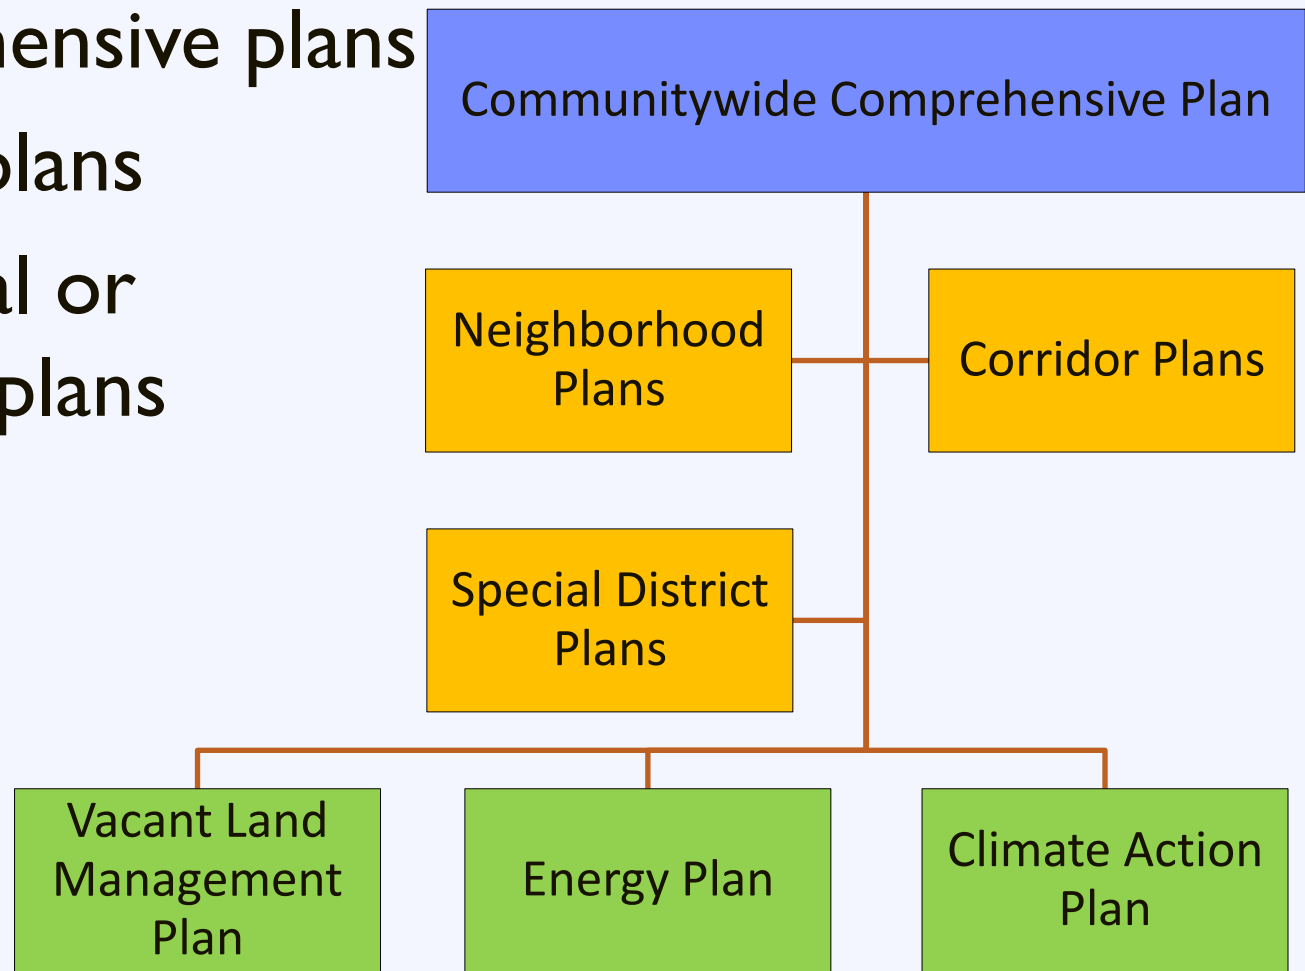 hensive plans
plans
al or
plans
Communitywide Comprehensive Plan
Neighborhood
Plans
Corridor Plans
Special District
Plans
Vacant Land
Management
Plan
Energy Plan
Climate Action
Plan